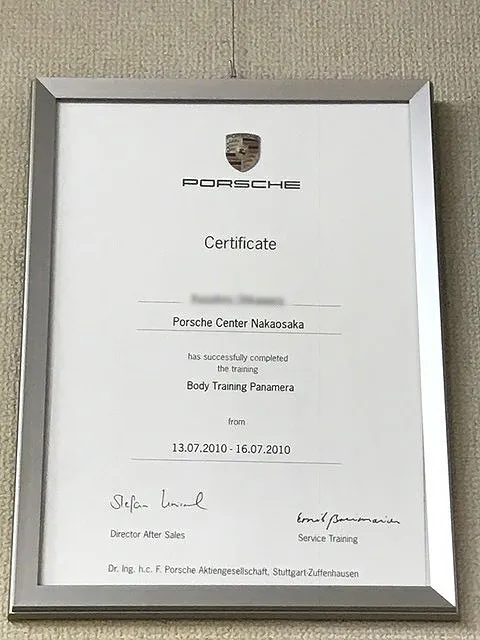 PORSCHE
Certificate
Porsche Center Nakaosaka
has successfully completed
the training
Body Training Panamera
from
13.07.2010 - 16.07.2010
Stefan
Director After Sales
Service Training
Dr. Ing. h.c. F. Porsche Aktiengesellschaft, Stuttgart-Zuffenhausen